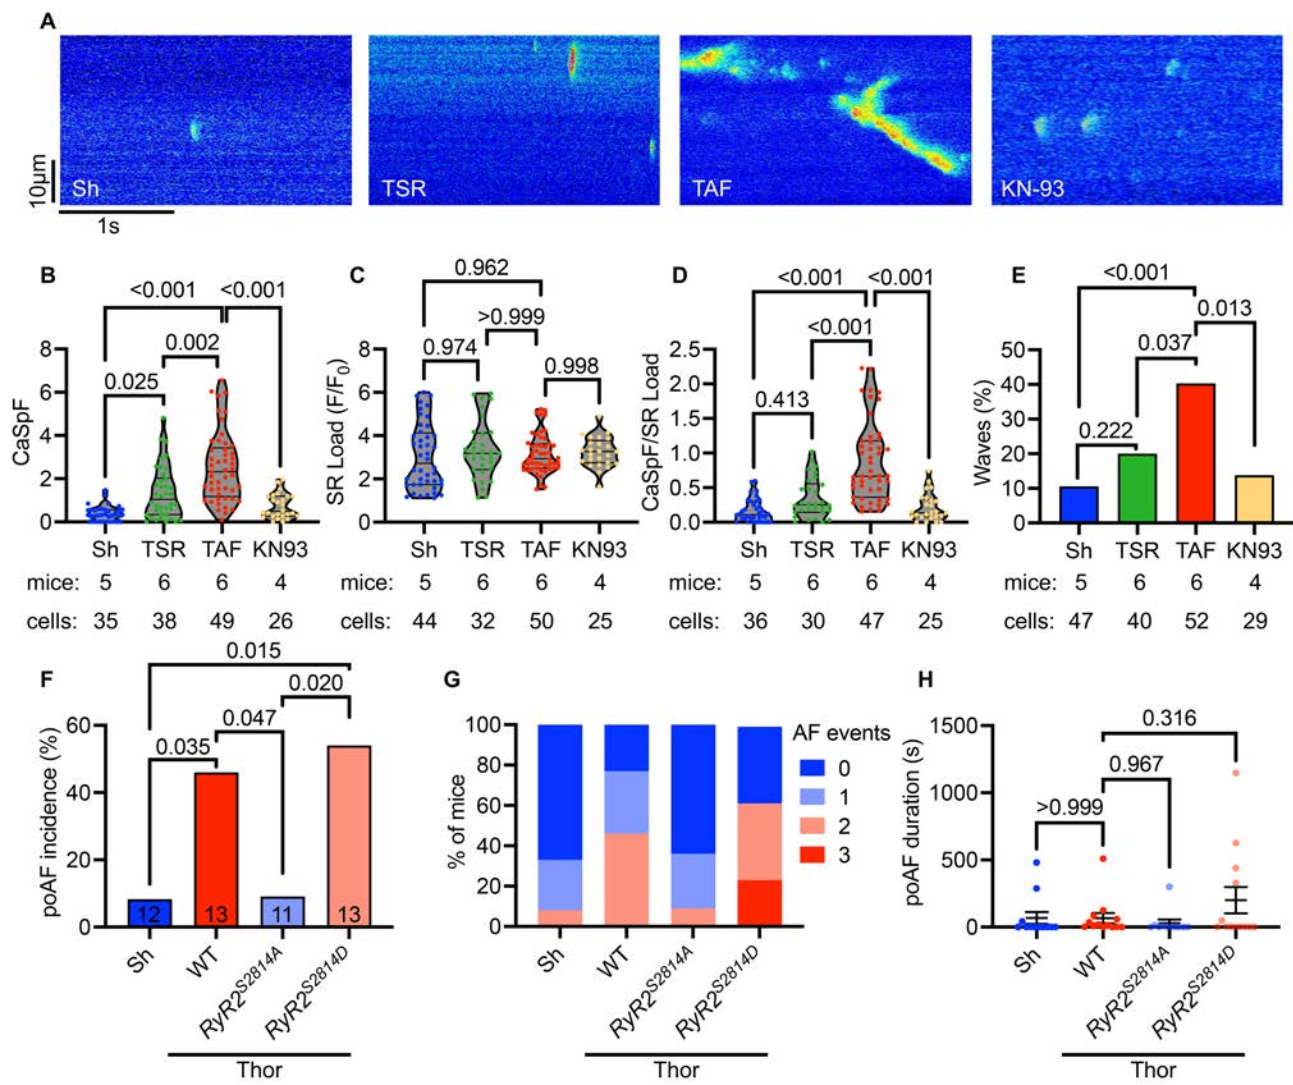 A
Sh
TSR
TAF
KN-93
10µm
1s
B
<0.001 <0.001
0.002
0.025
CaSpF
8
6
4
2
0
Sh TSR TAF KN93
mice: 5 6 6 4
cells: 35 38 49 26
C
0.962
>0.999
0.974
0.998
SR Load (F/F0)
8
6
4
2
0
Sh TSR TAF KN93
mice: 5 6 6 4
cells: 44 32 50 25
D
<0.001 <0.001
<0.001
0.413
CaSpF/SR Load
2.5
2.0
1.5
1.0
0.5
0.0
Sh TSR TAF KN93
mice: 5 6 6 4
cells: 36 30 47 25
E
<0.001
0.013
0.037
0.222
Waves (%)
50
40
30
20
10
0
Sh TSR TAF KN93
mice: 5 6 6 4
cells: 47 40 52 29
F
0.015
0.020
0.047
0.035
poAF incidence (%)
60
40
20
0
12 13 11 13
Sh WT RyR2S2814A RyR2S2814D
Thor
G
% of mice
100
80
60
40
20
0
AF events
0
1
2
3
Sh WT RyR2S2814A RyR2S2814D
Thor
H
0.316
0.967
>0.999
poAF duration (s)
1500
1000
500
0
Sh WT RyR2S2814A RyR2S2814D
Thor